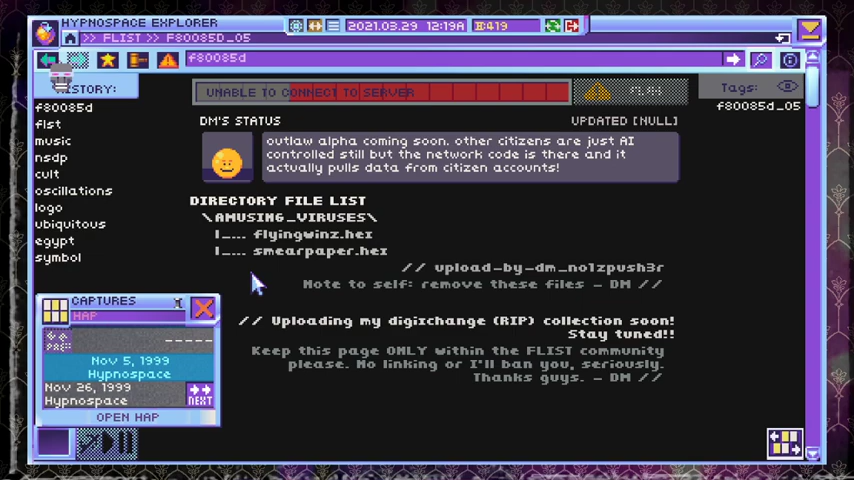 HYPNOSPACE EXPLORER
2021.03.29 12:19A
419
>> FLIST >> F80085D_05
f80085d
HISTORY:
f80085d
flst
music
nsdp
cult
oscillations
logo
ubiquitous
egypt
symbol
UNABLE TO CONNECT TO SERVER
Tags:
f80085d_05
DM'S STATUS
UPDATED [NULL]
outlaw alpha coming soon. other citizens are just AI
controlled still but the network code is there and it
actually pulls data from citizen accounts!
DIRECTORY FILE LIST
\AMUSING_VIRUSES\
|____ flyingwinz.hex
|____ smearpaper.hex
// upload-by-dm_no1zpush3r
Note to self: remove these files - DM //
// Uploading my digixchange (RIP) collection soon!
Stay tuned!!
Keep this page ONLY within the FLIST community
please. No linking or I'll ban you, seriously.
Thanks guys. - DM //
CAPTURES
HAP
-----
Nov 5, 1999
Hypnospace
Nov 26, 1999
Hypnospace
NEXT
OPEN HAP